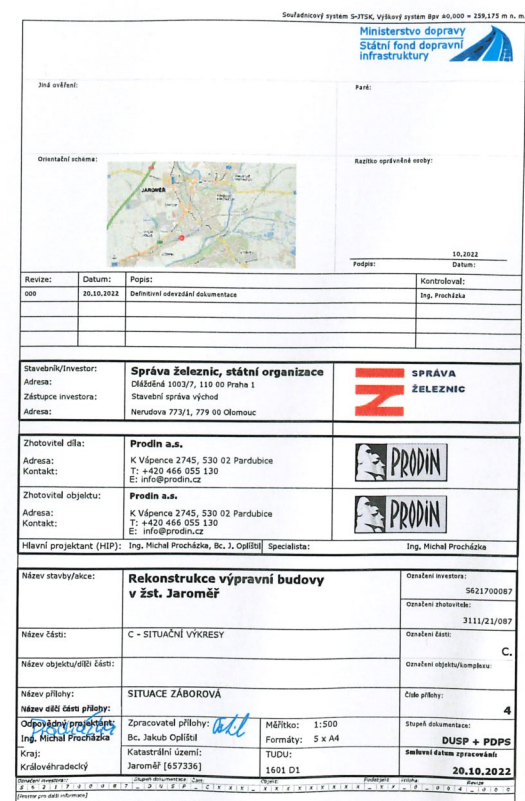 Souřadnicový systém S-JTSK, Výškový systém Bpv ±0,000 = 259,175 m n. m.
Ministerstvo dopravy
Státní fond dopravní
infrastruktury
Jiná ověření:
Paré:
Orientační schéma:
Razítko oprávněné osoby:
JAROMĚŘ
10,2022
Podpis:
Datum:
Revize:
Datum:
Popis:
Kontroloval:
000
20.10.2022
Definitivní odevzdání dokumentace
Ing. Procházka
Stavebník/Investor:
Správa železnic, státní organizace
Adresa:
Dlážděná 1003/7, 110 00 Praha 1
Zástupce investora:
Stavební správa východ
Adresa:
Nerudova 773/1, 779 00 Olomouc
SPRÁVA
ŽELEZNIC
Zhotovitel díla:
Prodin a.s.
Adresa:
K Vápence 2745, 530 02 Pardubice
Kontakt:
T: +420 466 055 130
E: info@prodin.cz
PRODIN
Zhotovitel objektu:
Prodin a.s.
Adresa:
K Vápence 2745, 530 02 Pardubice
Kontakt:
T: +420 466 055 130
E: info@prodin.cz
PRODIN
Hlavní projektant (HIP):
Ing. Michal Procházka, Bc. J. Oplíštil
Specialista:
Ing. Michal Procházka
Název stavby/akce:
Rekonstrukce výpravní budovy
v žst. Jaroměř
Označení investora:
S621700087
Označení zhotovitele:
3111/21/087
Název části:
C - SITUAČNÍ VÝKRESY
Označení části:
C.
Název objektu/dílčí části:
Označení objektu/komplexu:
Název přílohy:
SITUACE ZÁBOROVÁ
Číslo přílohy:
4
Název dílčí části přílohy:
Odpovědný projektant:
Ing. Michal Procházka
Zpracovatel přílohy:
Bc. Jakub Oplíštil
Měřítko: 1:500
Formáty: 5 x A4
Stupeň dokumentace:
DUSP + PDPS
Kraj:
Královéhradecký
Katastrální území:
Jaroměř [657336]
TUDU:
1601 D1
Smluvní datum zpracování:
20.10.2022